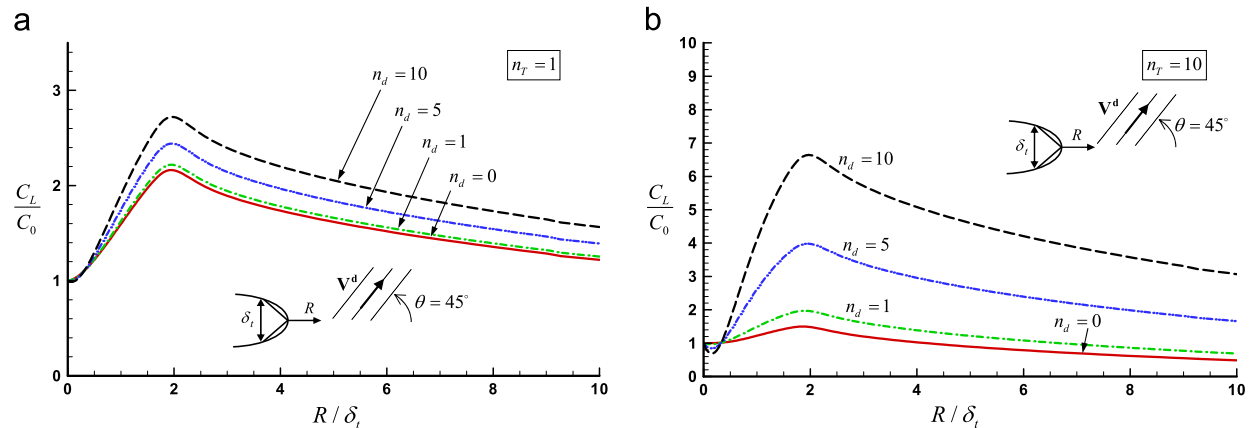 a
n_T = 1
3
2
1
0
C_L
C_0
n_d = 10
n_d = 5
n_d = 1
n_d = 0
V^d
δ_t
R
θ = 45°
0 2 4 6 8 10
R / δ_t
b
n_T = 10
10
9
8
7
6
5
4
3
2
1
0
C_L
C_0
V^d
δ_t
R
θ = 45°
n_d = 10
n_d = 5
n_d = 1
n_d = 0
0 2 4 6 8 10
R / δ_t